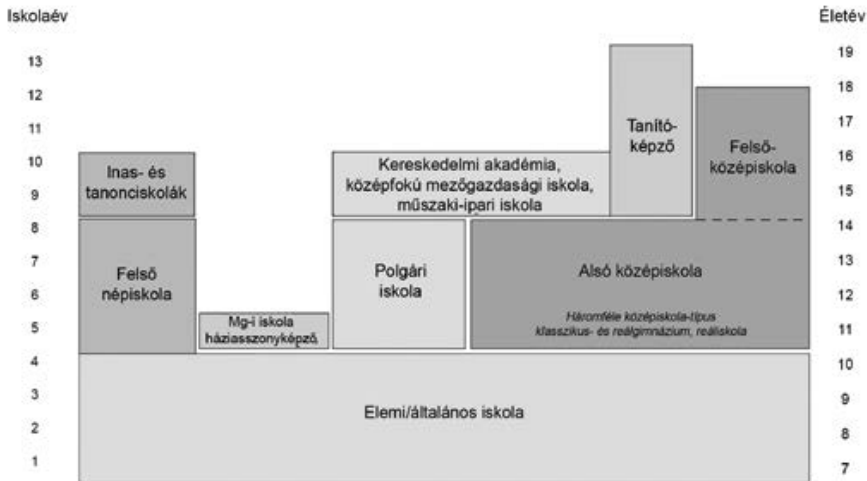 Iskolaév
Életév
13
12
11
10
9
8
7
6
5
4
3
2
1
19
18
17
16
15
14
13
12
11
10
9
8
7
Tanító-
képző
Felső-
középiskola
Inas- és
tanonciskolák
Kereskedelmi akadémia,
középfokú mezőgazdasági iskola,
műszaki-ipari iskola
Felső
népiskola
Mg-i iskola
háziasszonyképző,
Polgári
iskola
Alsó középiskola
Háromféle középiskola-típus
klasszikus- és reálgimnázium, reáliskola
Elemi/általános iskola